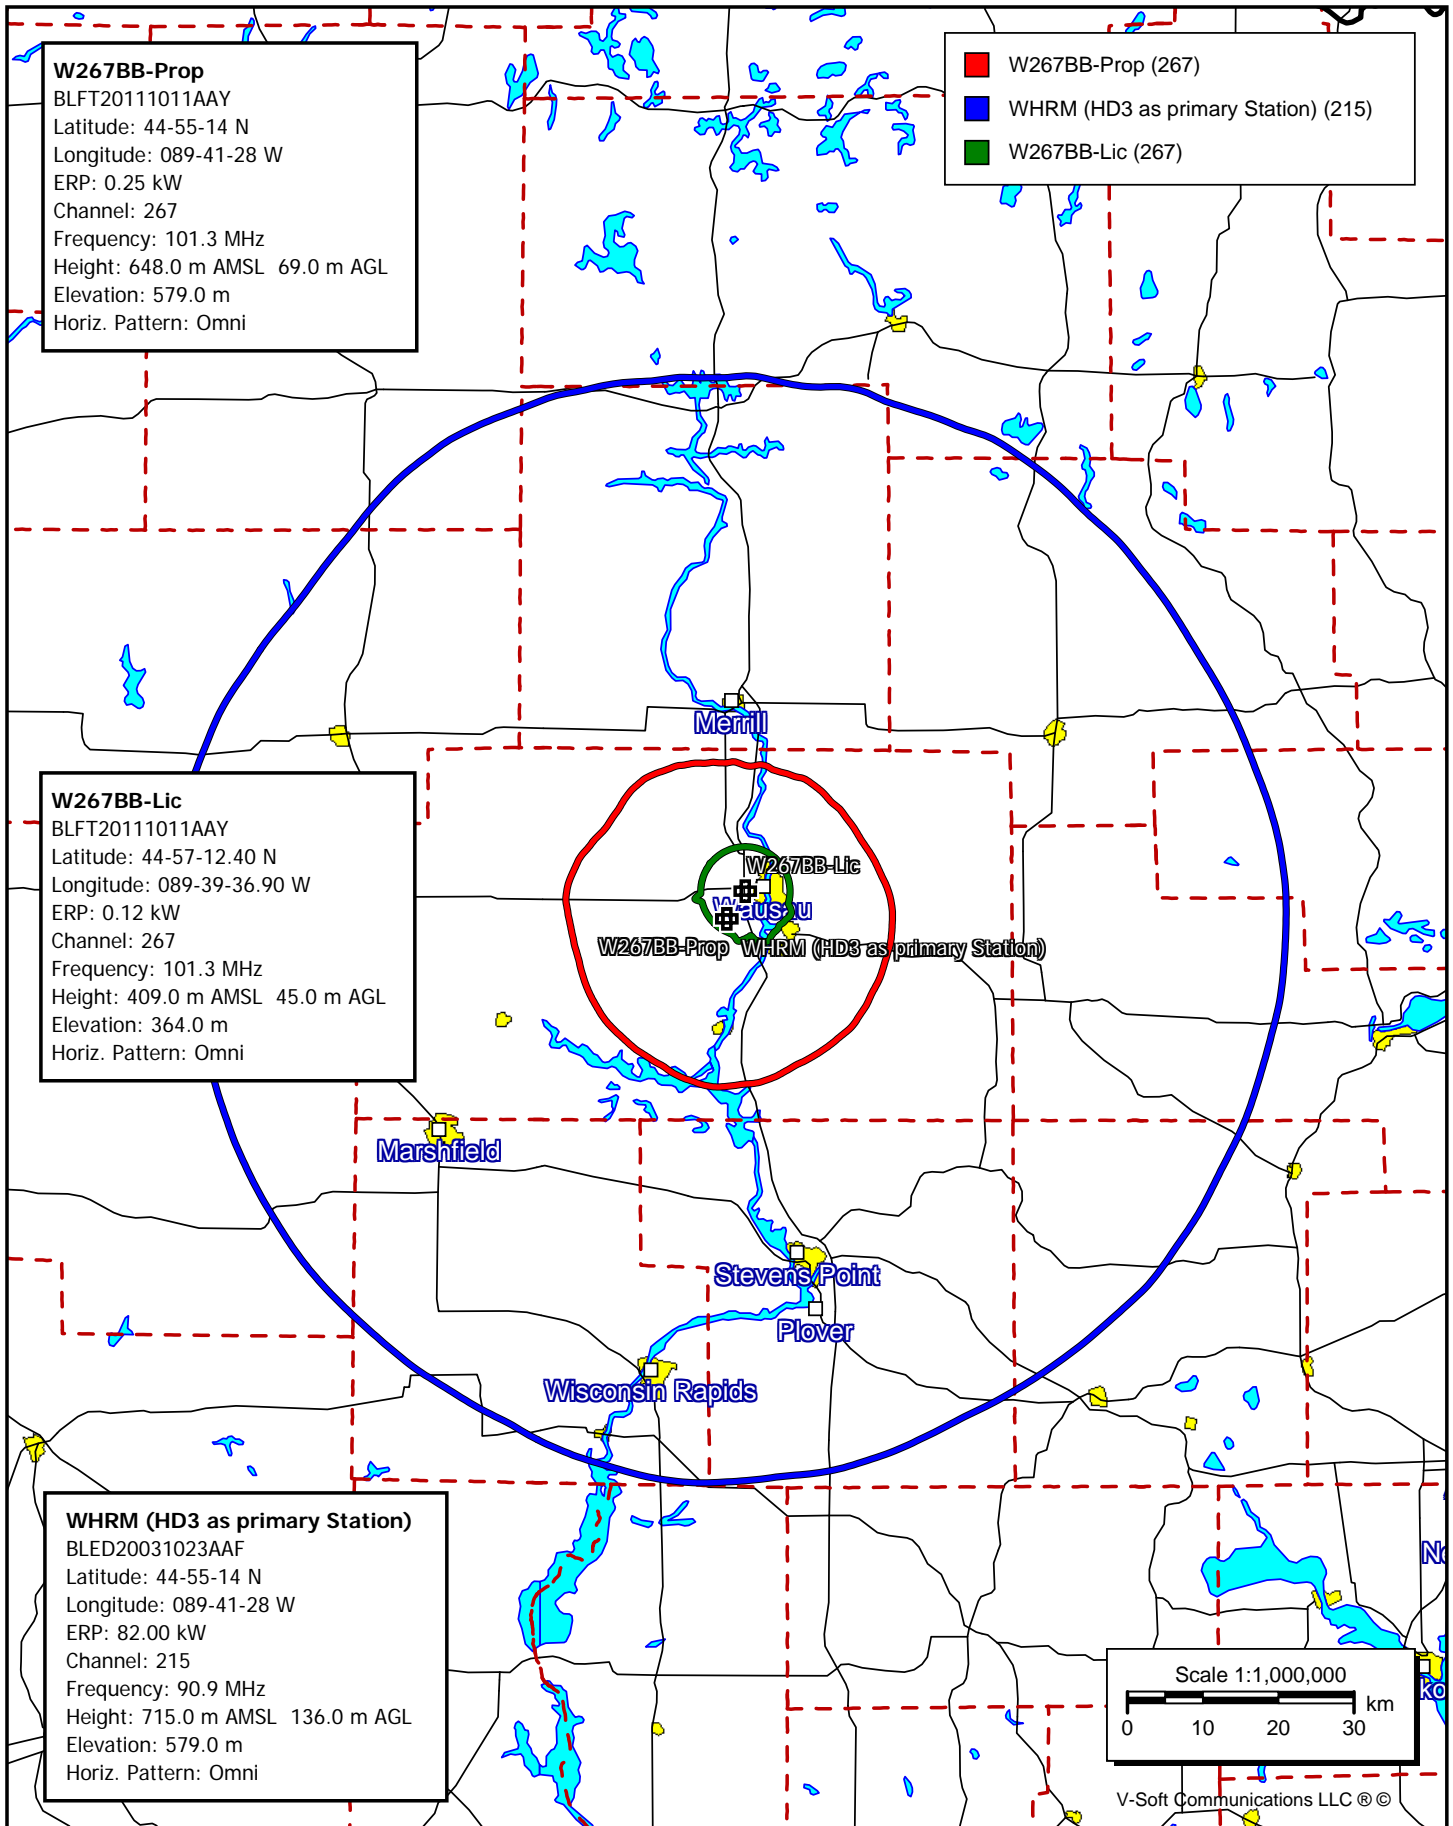 W267BB-Prop
BLFT20111011AAY
Latitude: 44-55-14 N
Longitude: 089-41-28 W
ERP: 0.25 kW
Channel: 267
Frequency: 101.3 MHz
Height: 648.0 m AMSL  69.0 m AGL
Elevation: 579.0 m
Horiz. Pattern: Omni
W267BB-Prop (267)
WHRM (HD3 as primary Station) (215)
W267BB-Lic (267)
Merrill
W267BB-Lic
BLFT20111011AAY
Latitude: 44-57-12.40 N
Longitude: 089-39-36.90 W
ERP: 0.12 kW
Channel: 267
Frequency: 101.3 MHz
Height: 409.0 m AMSL  45.0 m AGL
Elevation: 364.0 m
Horiz. Pattern: Omni
W267BB-Lic
Wausau
W267BB-Prop
WHRM (HD3 as primary Station)
Marshfield
Stevens Point
Plover
Wisconsin Rapids
WHRM (HD3 as primary Station)
BLED20031023AAF
Latitude: 44-55-14 N
Longitude: 089-41-28 W
ERP: 82.00 kW
Channel: 215
Frequency: 90.9 MHz
Height: 715.0 m AMSL  136.0 m AGL
Elevation: 579.0 m
Horiz. Pattern: Omni
Scale 1:1,000,000
km
0 10 20 30
V-Soft Communications LLC ® ©